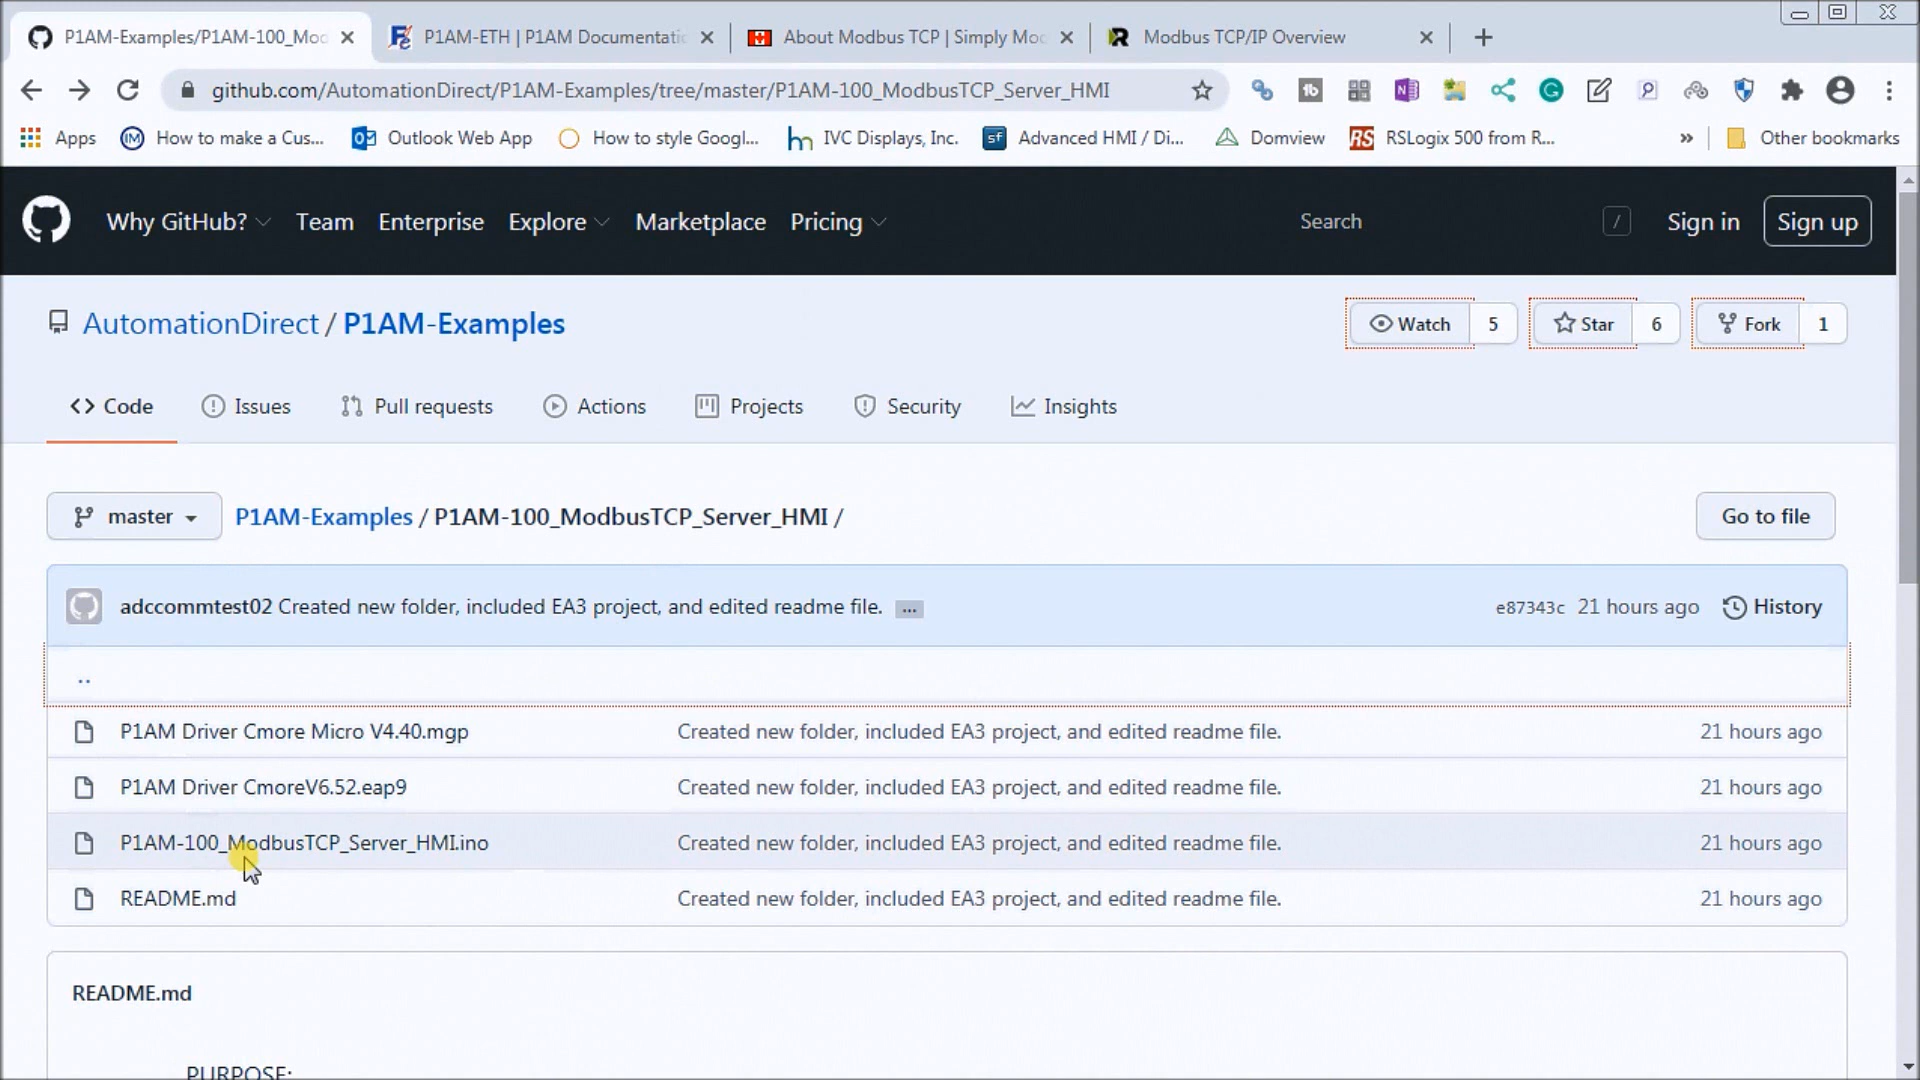 P1AM-Examples/P1AM-100_Mod
P1AM-ETH | P1AM Documentatio
About Modbus TCP | Simply Mod
Modbus TCP/IP Overview
github.com/AutomationDirect/P1AM-Examples/tree/master/P1AM-100_ModbusTCP_Server_HMI
Apps
How to make a Cus...
Outlook Web App
How to style Googl...
IVC Displays, Inc.
Advanced HMI / Di...
Domview
RSLogix 500 from R...
»
Other bookmarks
Why GitHub?
Team
Enterprise
Explore
Marketplace
Pricing
Search
/
Sign in
Sign up
AutomationDirect / P1AM-Examples
Watch 5
Star 6
Fork 1
Code
Issues
Pull requests
Actions
Projects
Security
Insights
master
P1AM-Examples / P1AM-100_ModbusTCP_Server_HMI /
Go to file
adccommtest02 Created new folder, included EA3 project, and edited readme file. ...
e87343c 21 hours ago
History
..
P1AM Driver Cmore Micro V4.40.mgp Created new folder, included EA3 project, and edited readme file. 21 hours ago
P1AM Driver CmoreV6.52.eap9 Created new folder, included EA3 project, and edited readme file. 21 hours ago
P1AM-100_ModbusTCP_Server_HMI.ino Created new folder, included EA3 project, and edited readme file. 21 hours ago
README.md Created new folder, included EA3 project, and edited readme file. 21 hours ago
README.md
PURPOSE: